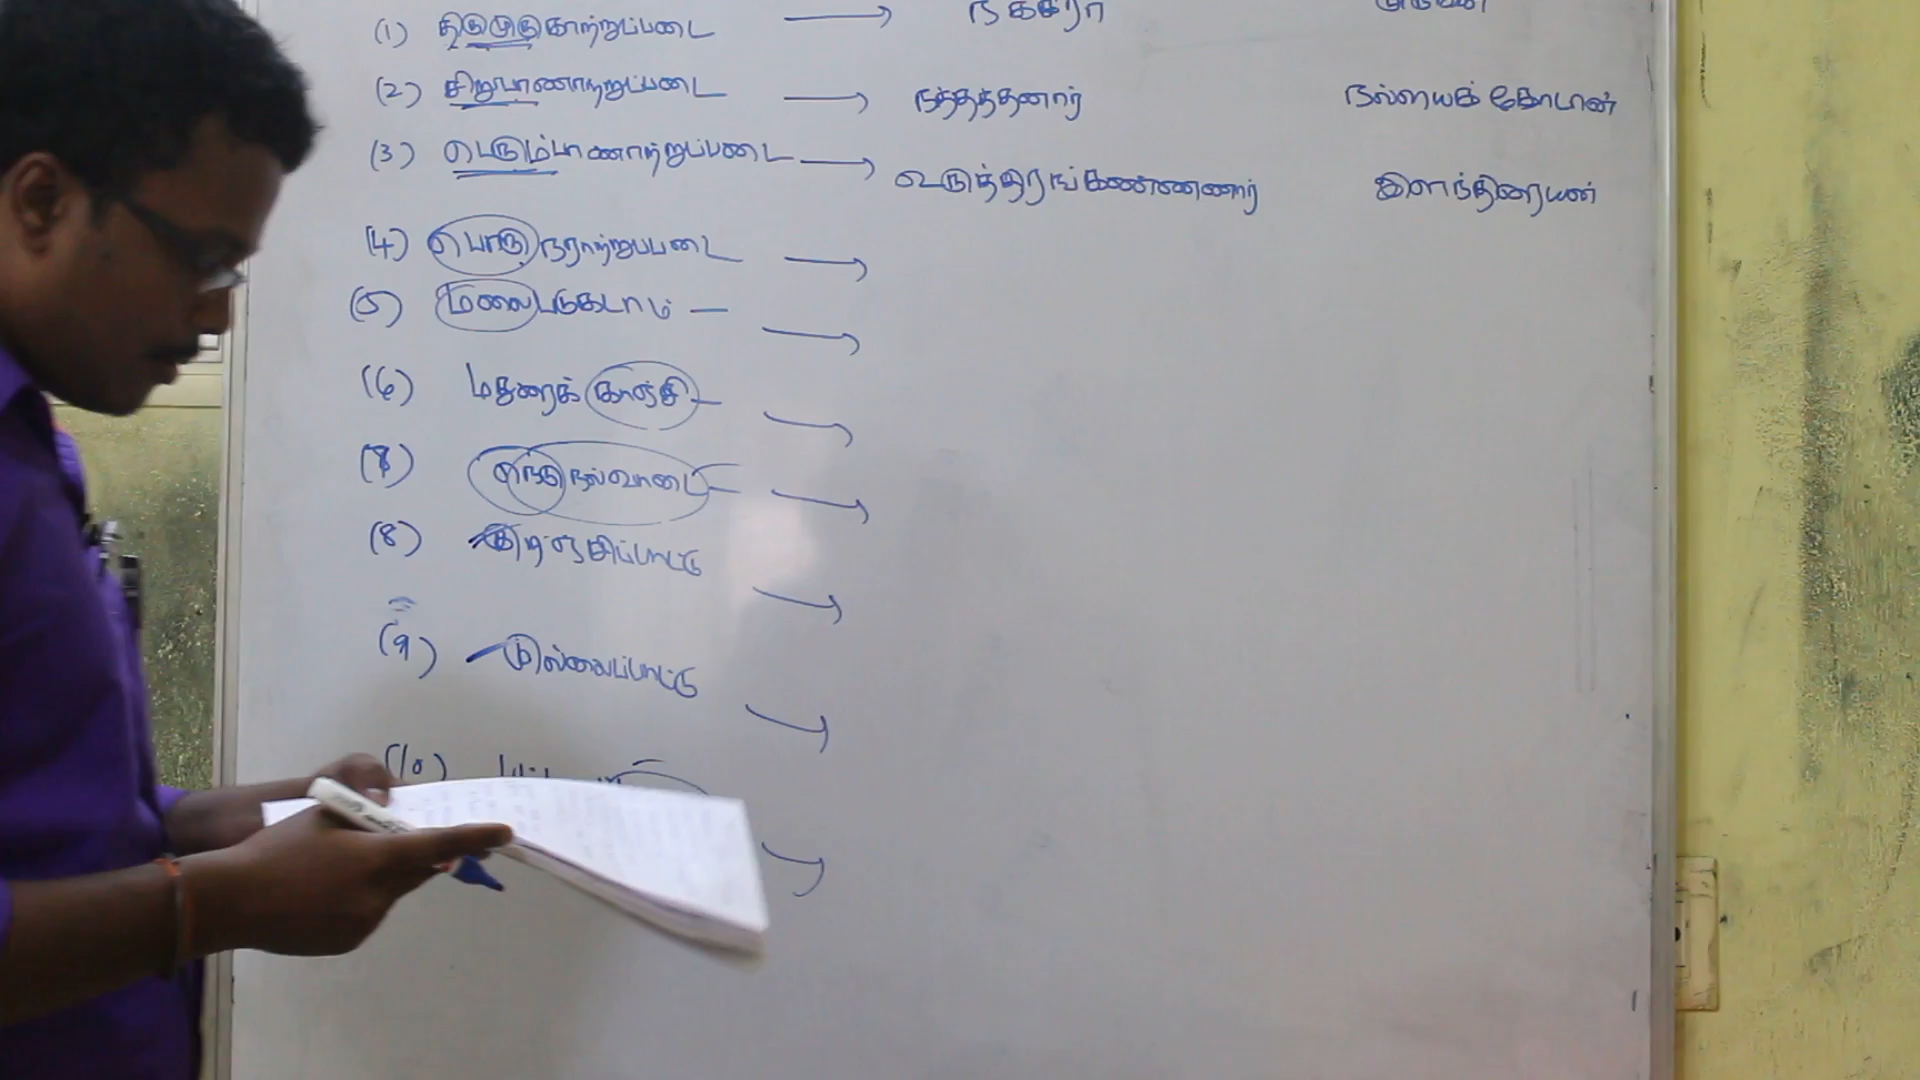 (1) திருமுருகாற்றுப்படை → நக்கீரர்
(2) சிறுபாணாற்றுப்படை → நத்தத்தனார் நல்லியக் கோடான்
(3) பெரும்பாணாற்றுப்படை → உருத்திரங்கண்ணனார் இளந்திரையன்
(4) பொருநராற்றுப்படை →
(5) மலைபடுகடாம் — →
(6) மதுரைக் காஞ்சி — →
(7) நெடுநல்வாடை — →
(8) குறிஞ்சிப்பாட்டு →
(9) முல்லைப்பாட்டு →
(10) →